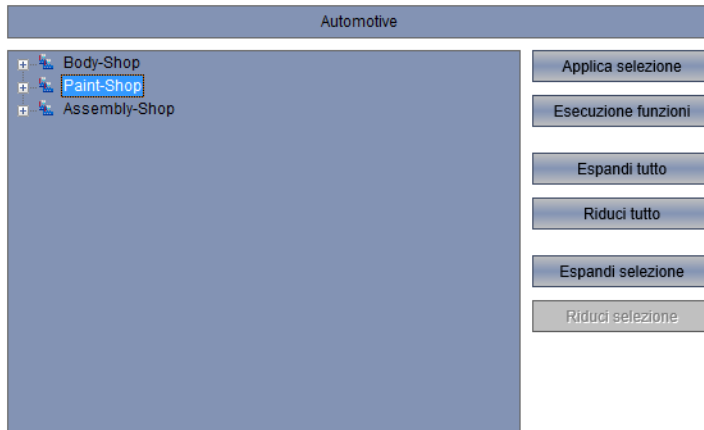 Automotive
Body-Shop
Paint-Shop
Assembly-Shop
Applica selezione
Esecuzione funzioni
Espandi tutto
Riduci tutto
Espandi selezione
Riduci selezione